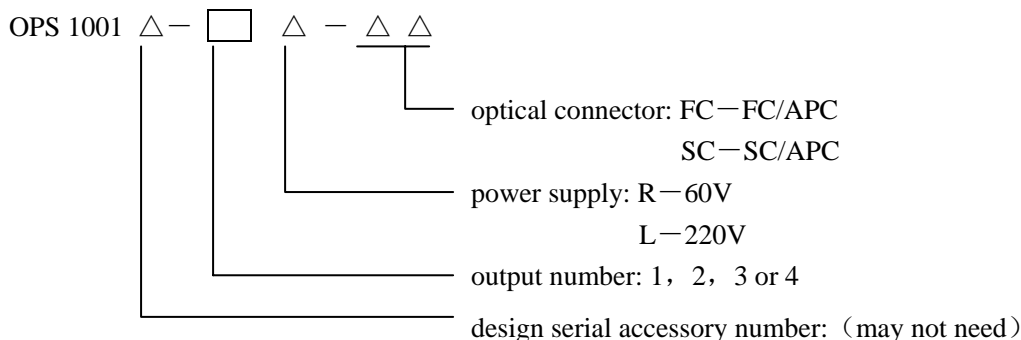 OPS 1001 △－ □ △ － △ △
optical connector: FC－FC/APC
SC－SC/APC
power supply: R－60V
L－220V
output number: 1，2，3 or 4
design serial accessory number:（may not need）